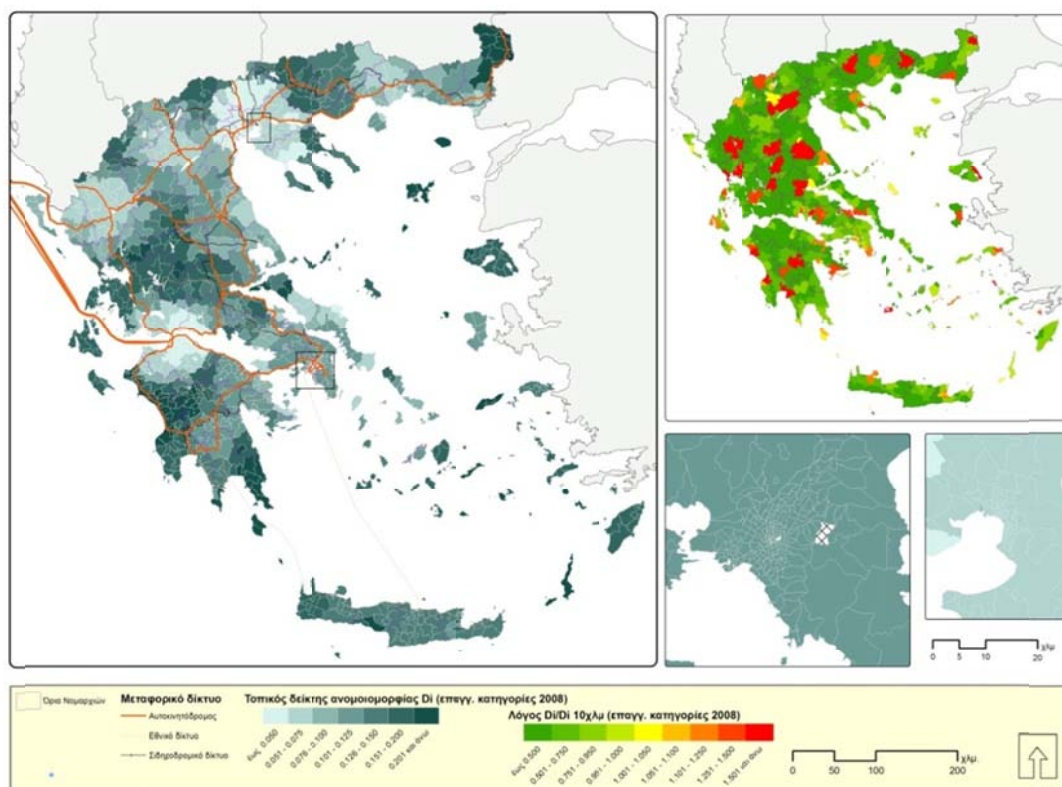 0 5 10 20 χλμ
Όρια Νομαρχιών
Μεταφορικό δίκτυο
Αυτοκινητόδρομος
Εθνικό δίκτυο
Σιδηροδρομικό δίκτυο
Τοπικός δείκτης ανομοιομορφίας Di (επαγγ. κατηγορίες 2008)
έως 0.050
0.051 - 0.075
0.076 - 0.100
0.101 - 0.125
0.126 - 0.150
0.151 - 0.200
0.201 και άνω
Λόγος Di/Di 10χλμ (επαγγ. κατηγορίες 2008)
έως 0.500
0.501 - 0.750
0.751 - 0.950
0.951 - 1.000
1.001 - 1.050
1.051 - 1.100
1.101 - 1.250
1.251 - 1.500
1.501 και άνω
0 50 100 200 χλμ.